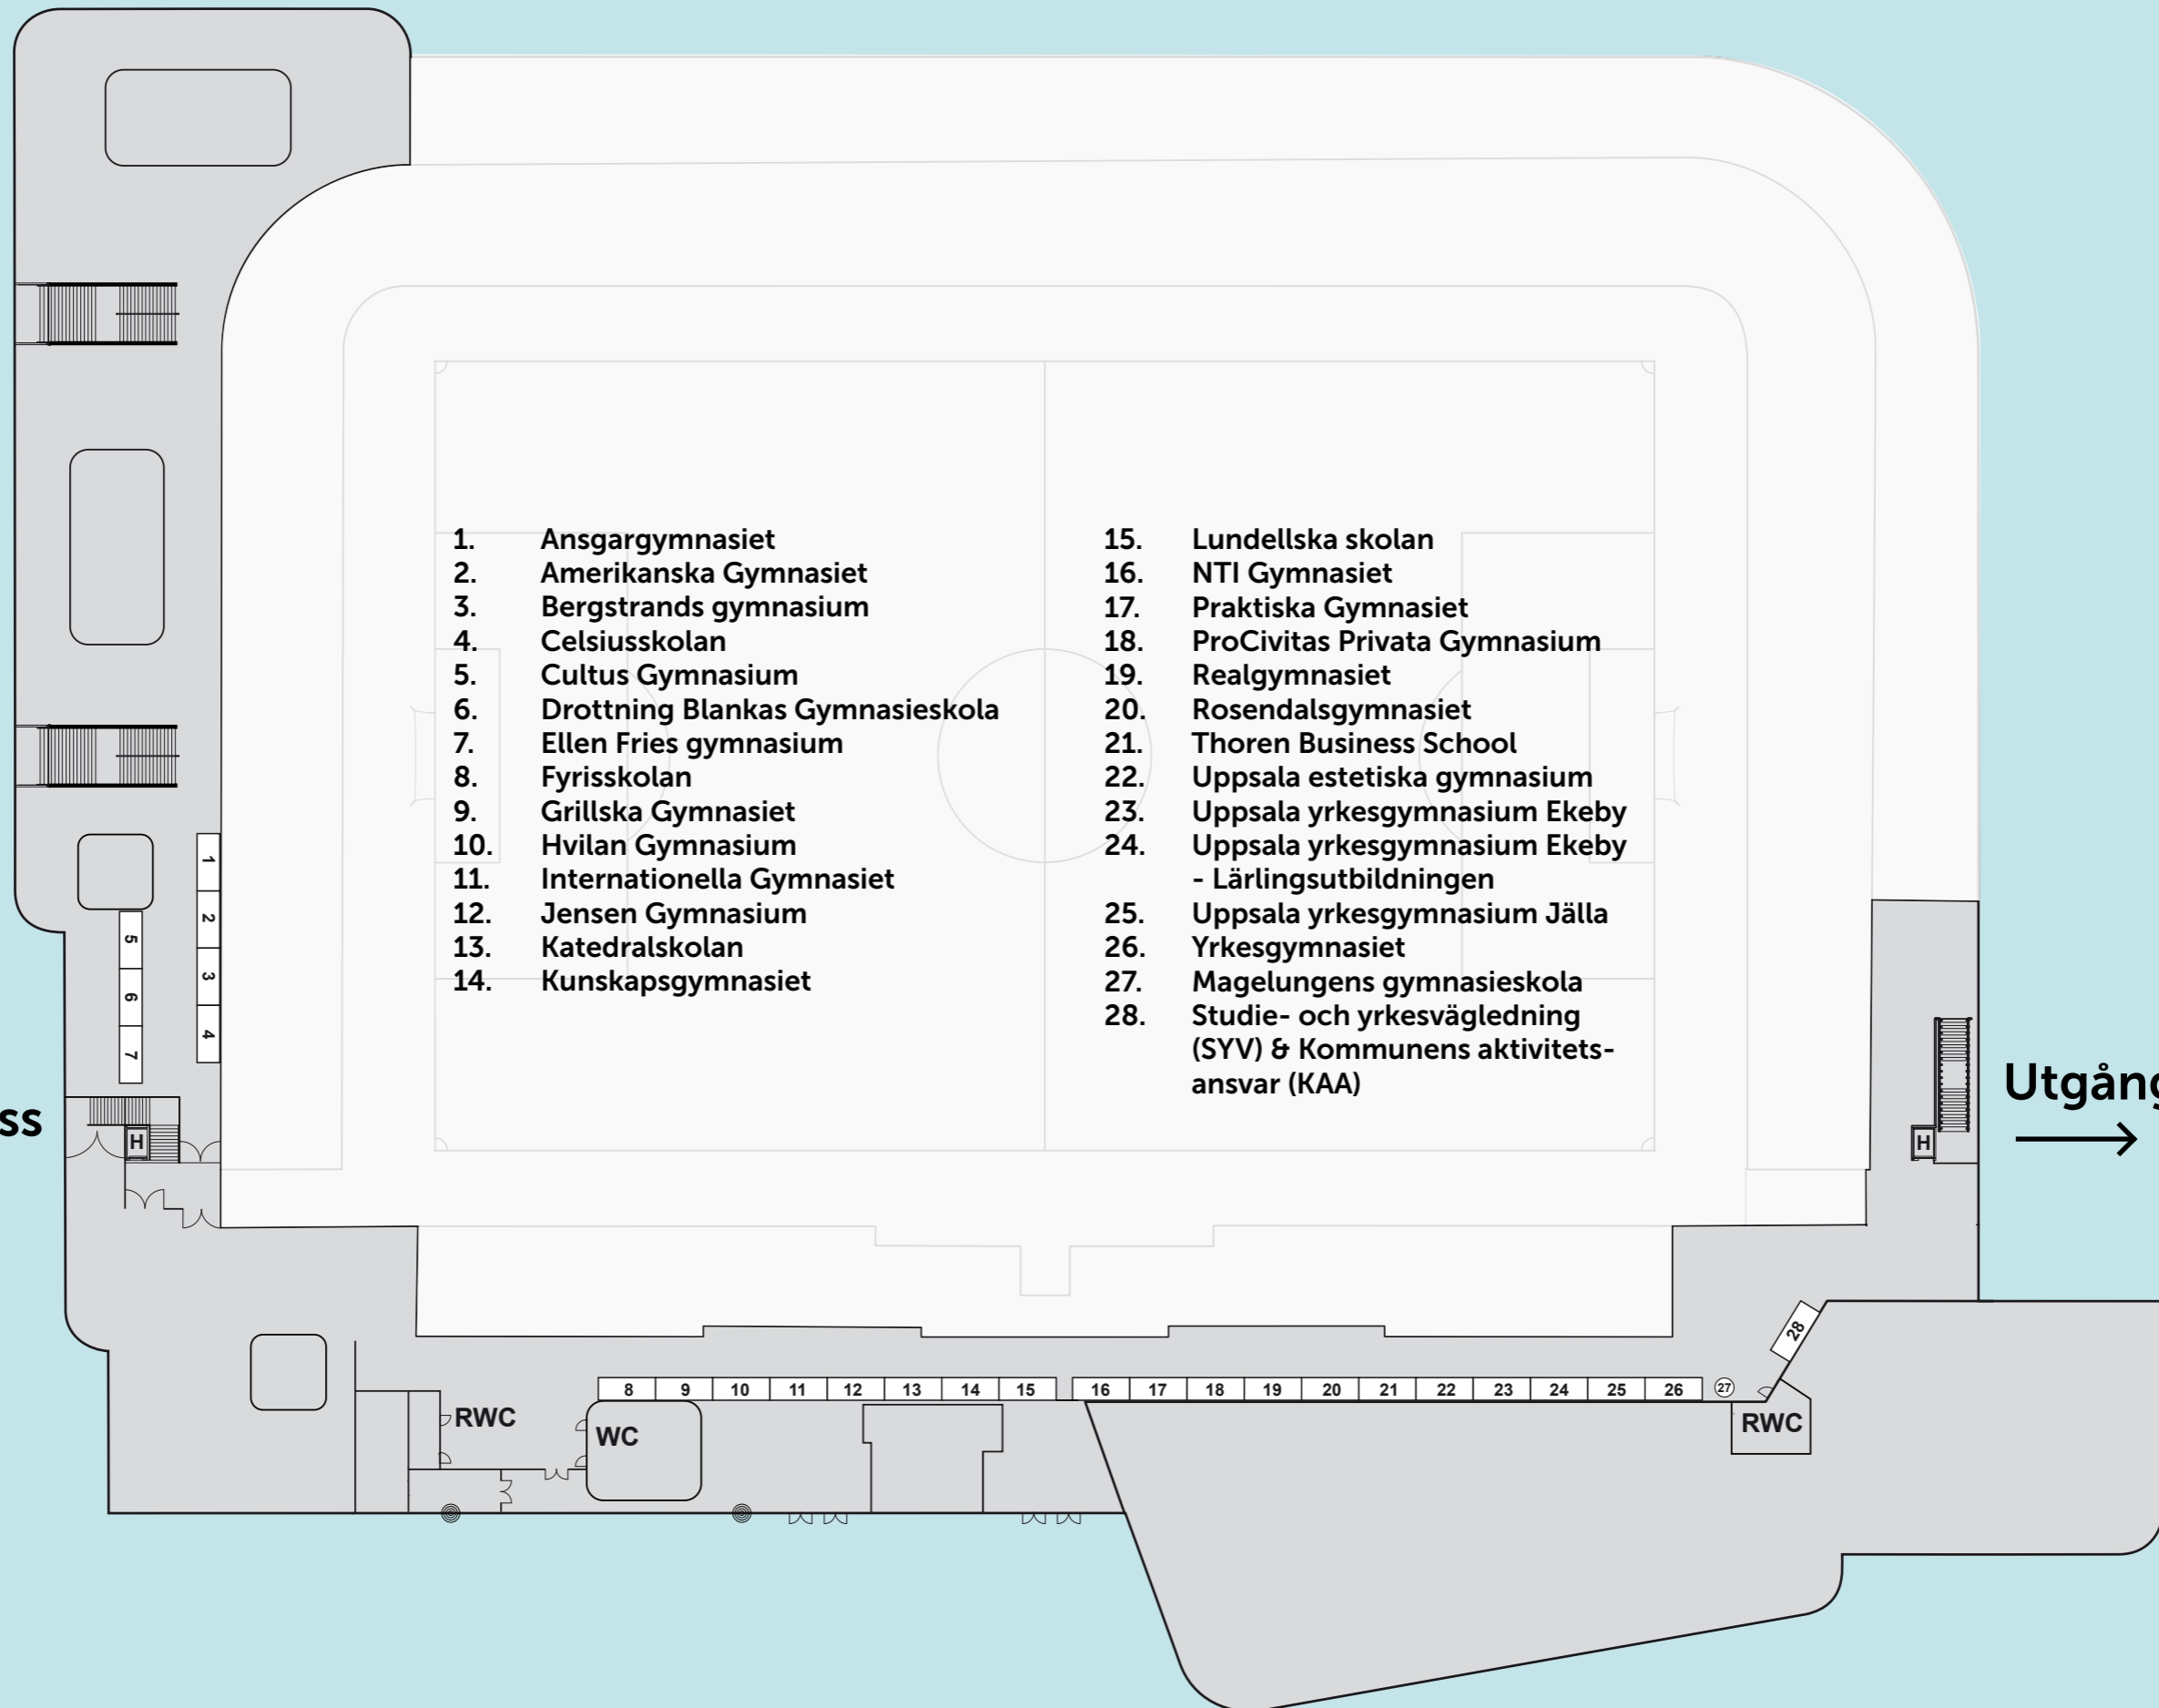 1. Ansgargymnasiet
2. Amerikanska Gymnasiet
3. Bergstrands gymnasium
4. Celsiusskolan
5. Cultus Gymnasium
6. Drottning Blankas Gymnasieskola
7. Ellen Fries gymnasium
8. Fyrisskolan
9. Grillska Gymnasiet
10. Hvilan Gymnasium
11. Internationella Gymnasiet
12. Jensen Gymnasium
13. Katedralskolan
14. Kunskapsgymnasiet
15. Lundellska skolan
16. NTI Gymnasiet
17. Praktiska Gymnasiet
18. ProCivitas Privata Gymnasium
19. Realgymnasiet
20. Rosendalsgymnasiet
21. Thoren Business School
22. Uppsala estetiska gymnasium
23. Uppsala yrkesgymnasium Ekeby
24. Uppsala yrkesgymnasium Ekeby
- Lärlingsutbildningen
25. Uppsala yrkesgymnasium Jälla
26. Yrkesgymnasiet
27. Magelungens gymnasieskola
28. Studie- och yrkesvägledning
(SYV) & Kommunens aktivitets-
ansvar (KAA)
1
2
3
4
5
6
7
ss
H
H
Utgång
28
8 9 10 11 12 13 14 15 16 17 18 19 20 21 22 23 24 25 26 27
RWC
WC
RWC